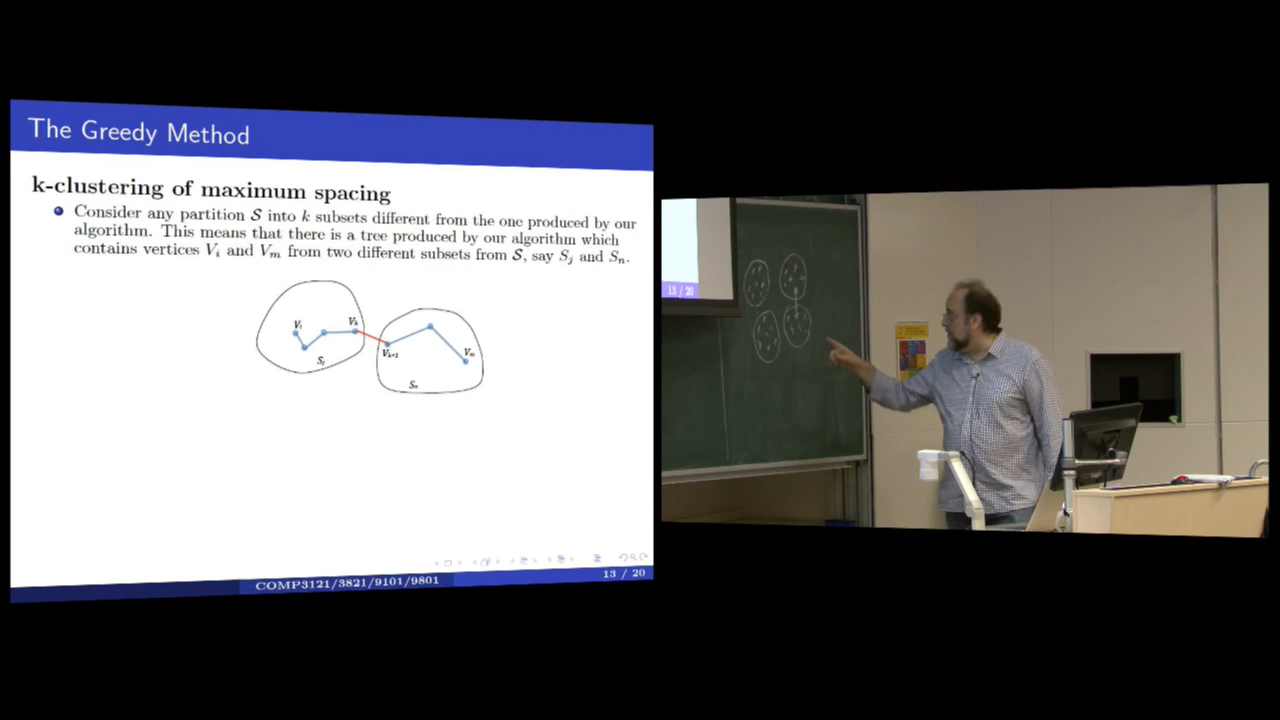 The Greedy Method
k-clustering of maximum spacing
Consider any partition S into k subsets different from the one produced by our
algorithm. This means that there is a tree produced by our algorithm which
contains vertices Vi and Vm from two different subsets from S, say Sj and Sn.
Vi
Vk
Sj
Vk+1
Vm
Sn
COMP3121/3821/9101/9801
13 / 20
13 / 20